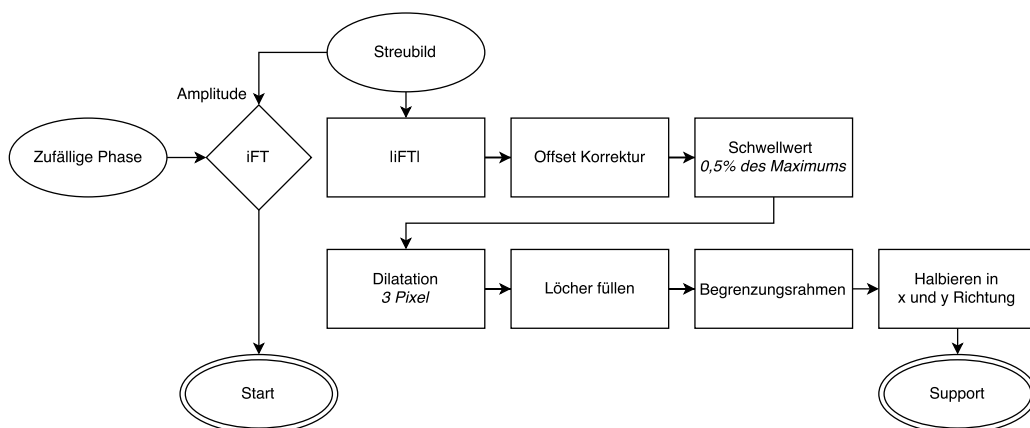 Streubild
Amplitude
Zufällige Phase
iFT
|iFT|
Offset Korrektur
Schwellwert
0,5% des Maximums
Dilatation
3 Pixel
Löcher füllen
Begrenzungsrahmen
Halbieren in
x und y Richtung
Start
Support